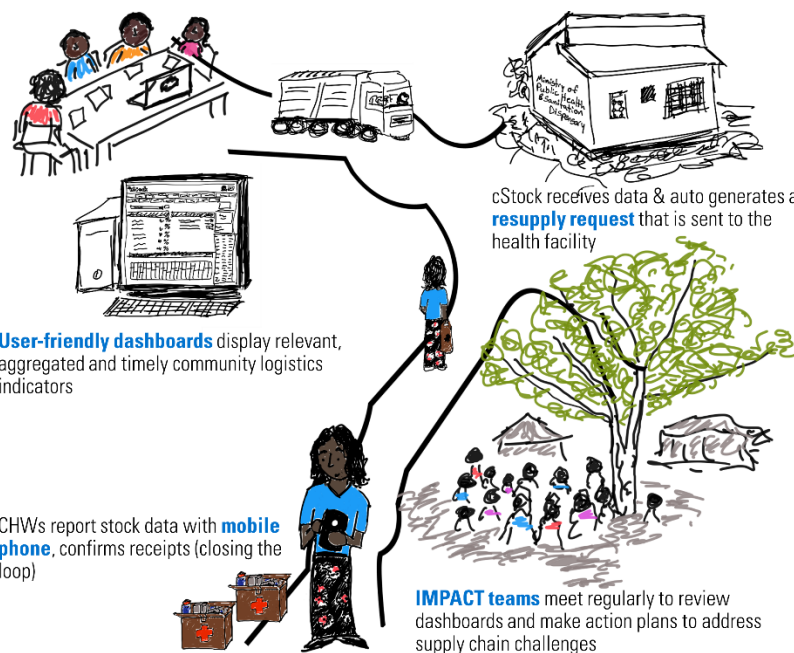 Ministry of
Public Health
& Sanitation
Dispensary
cStock receives data & auto generates a
resupply request that is sent to the
health facility
User-friendly dashboards display relevant,
aggregated and timely community logistics
indicators
CHWs report stock data with mobile
phone, confirms receipts (closing the
loop)
IMPACT teams meet regularly to review
dashboards and make action plans to address
supply chain challenges